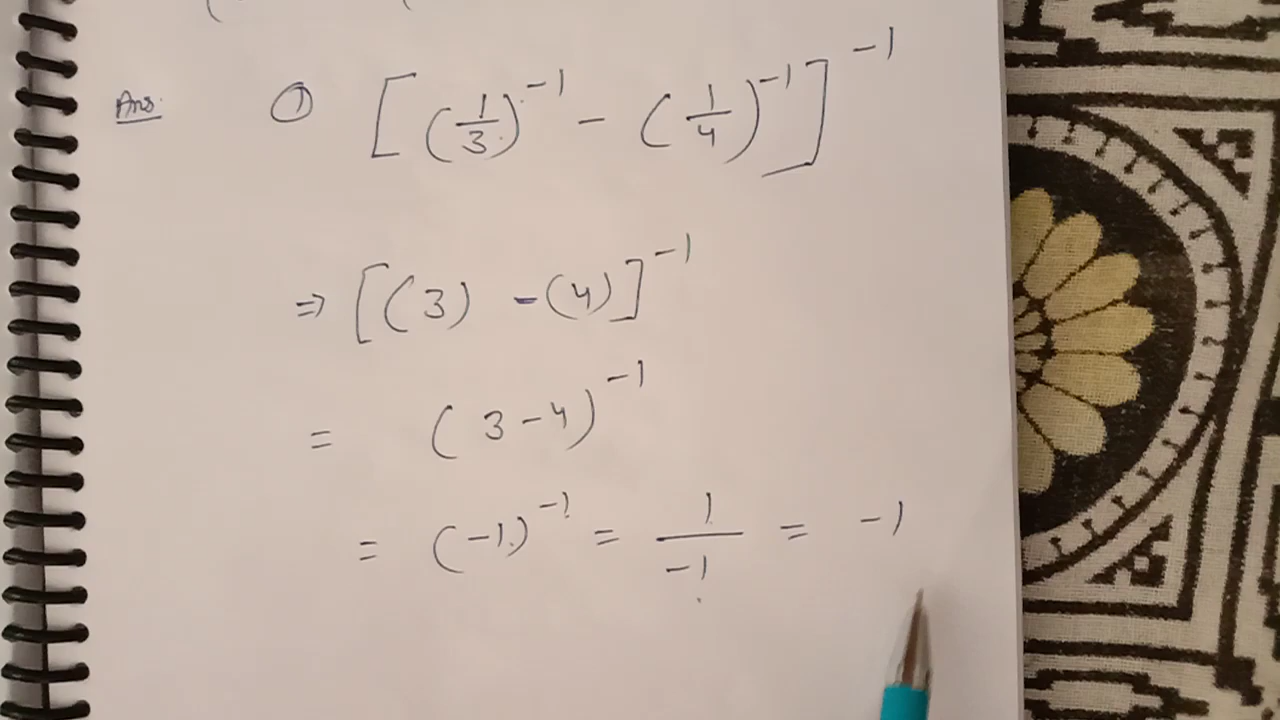 Ans. ① [(1/3)^-1 - (1/4)^-1]^-1
⇒ [(3) -(4)]^-1
= (3-4)^-1
= (-1)^-1 = 1/-1 = -1